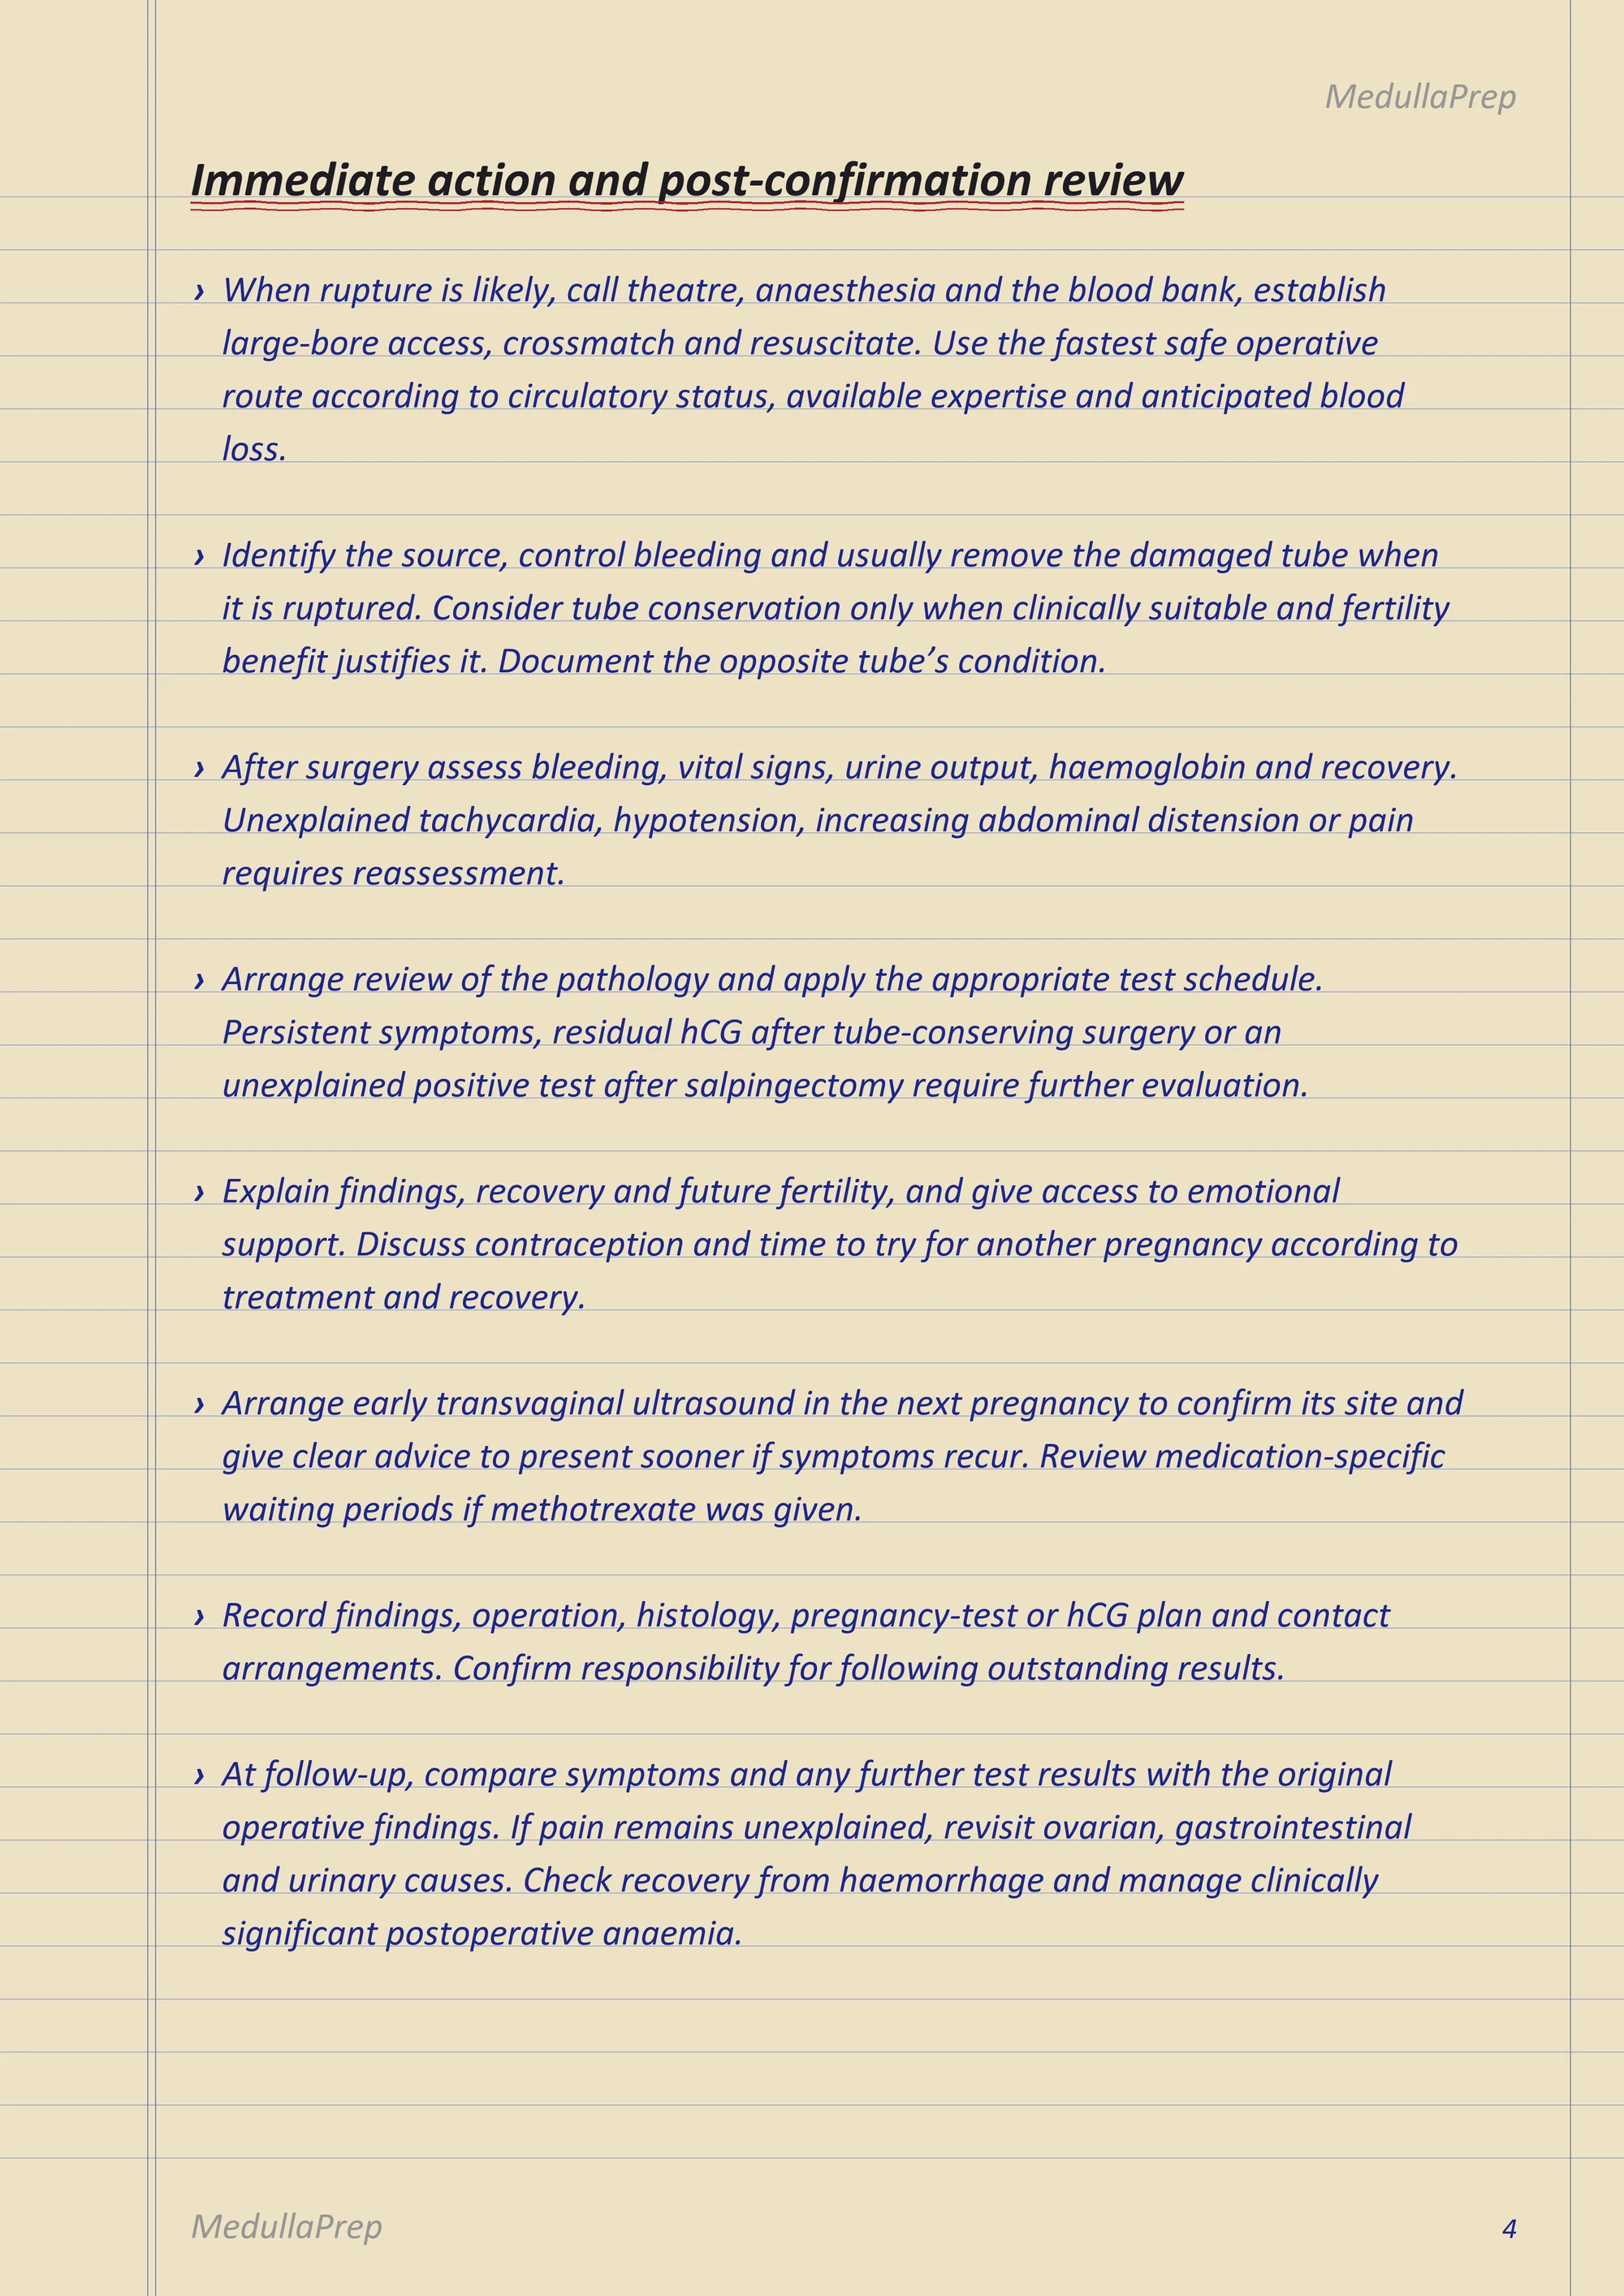 MedullaPrep
Immediate action and post-confirmation review
› When rupture is likely, call theatre, anaesthesia and the blood bank, establish
large-bore access, crossmatch and resuscitate. Use the fastest safe operative
route according to circulatory status, available expertise and anticipated blood
loss.
› Identify the source, control bleeding and usually remove the damaged tube when
it is ruptured. Consider tube conservation only when clinically suitable and fertility
benefit justifies it. Document the opposite tube’s condition.
› After surgery assess bleeding, vital signs, urine output, haemoglobin and recovery.
Unexplained tachycardia, hypotension, increasing abdominal distension or pain
requires reassessment.
› Arrange review of the pathology and apply the appropriate test schedule.
Persistent symptoms, residual hCG after tube-conserving surgery or an
unexplained positive test after salpingectomy require further evaluation.
› Explain findings, recovery and future fertility, and give access to emotional
support. Discuss contraception and time to try for another pregnancy according to
treatment and recovery.
› Arrange early transvaginal ultrasound in the next pregnancy to confirm its site and
give clear advice to present sooner if symptoms recur. Review medication-specific
waiting periods if methotrexate was given.
› Record findings, operation, histology, pregnancy-test or hCG plan and contact
arrangements. Confirm responsibility for following outstanding results.
› At follow-up, compare symptoms and any further test results with the original
operative findings. If pain remains unexplained, revisit ovarian, gastrointestinal
and urinary causes. Check recovery from haemorrhage and manage clinically
significant postoperative anaemia.
MedullaPrep
4